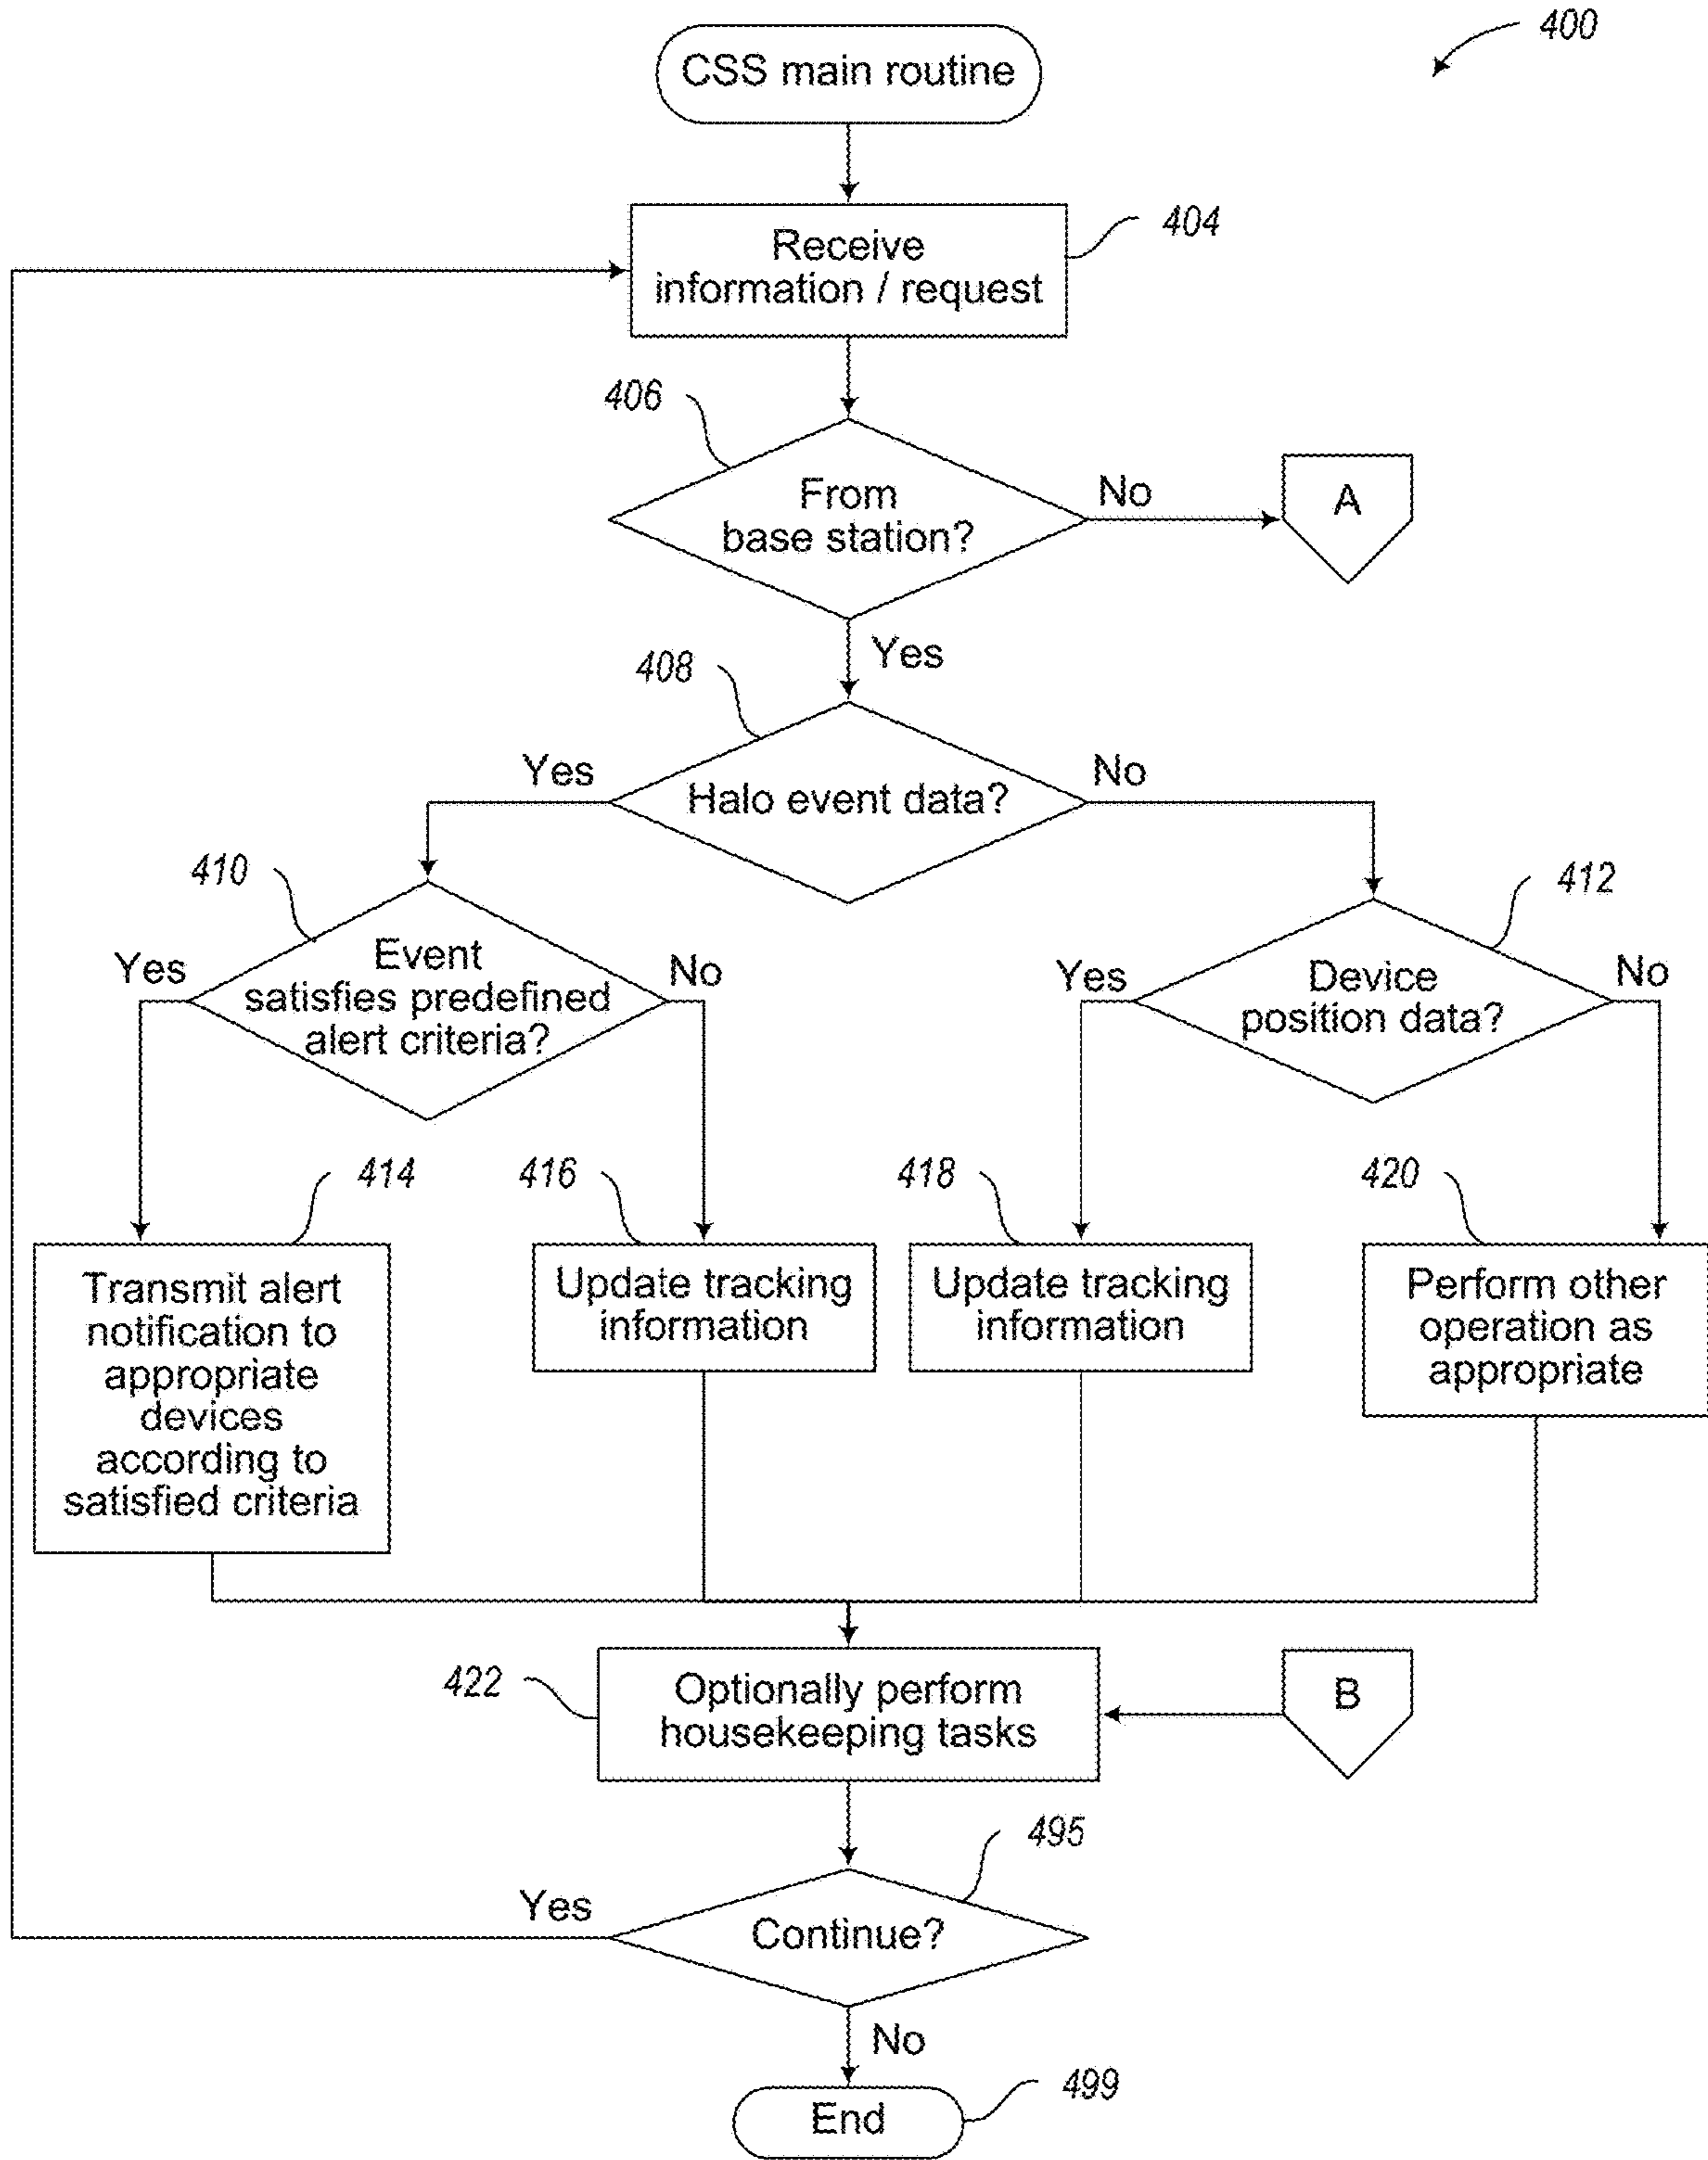 400
CSS main routine
404
Receive
information / request
406
From
base station?
No
A
Yes
408
Yes
Halo event data?
No
410
412
Yes
Event
satisfies predefined
alert criteria?
No
Yes
Device
position data?
No
414
416
418
420
Transmit alert
notification to
appropriate
devices
according to
satisfied criteria
Update tracking
information
Update tracking
information
Perform other
operation as
appropriate
422
Optionally perform
housekeeping tasks
B
495
Yes
Continue?
No
499
End